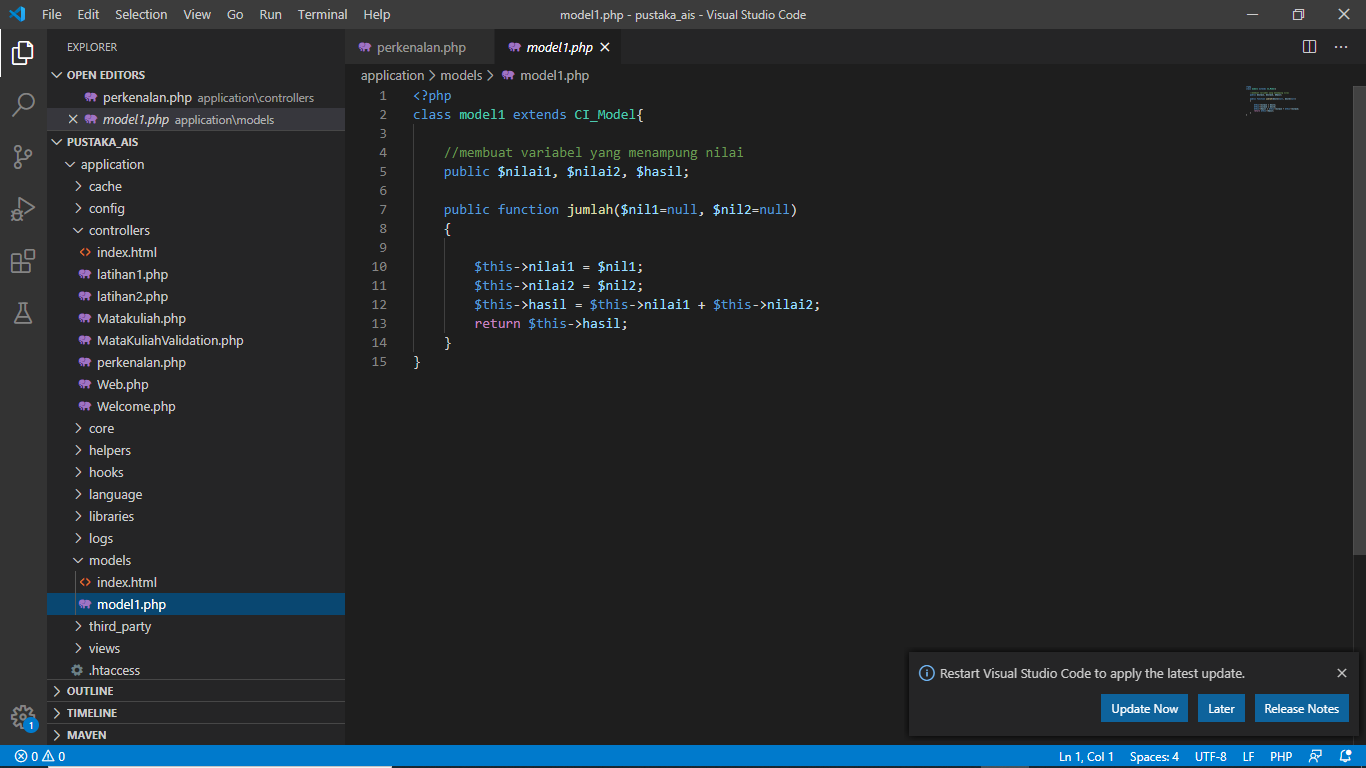 File Edit Selection View Go Run Terminal Help
model1.php - pustaka_ais - Visual Studio Code
EXPLORER
OPEN EDITORS
perkenalan.php application\controllers
model1.php application\models
PUSTAKA_AIS
application
cache
config
controllers
index.html
latihan1.php
latihan2.php
Matakuliah.php
MataKuliahValidation.php
perkenalan.php
Web.php
Welcome.php
core
helpers
hooks
language
libraries
logs
models
index.html
model1.php
third_party
views
.htaccess
OUTLINE
TIMELINE
MAVEN
1
perkenalan.php
model1.php
application > models > model1.php
1 <?php
2 class model1 extends CI_Model{
3
4 //membuat variabel yang menampung nilai
5 public $nilai1, $nilai2, $hasil;
6
7 public function jumlah($nil1=null, $nil2=null)
8 {
9
10 $this->nilai1 = $nil1;
11 $this->nilai2 = $nil2;
12 $this->hasil = $this->nilai1 + $this->nilai2;
13 return $this->hasil;
14 }
15 }
Restart Visual Studio Code to apply the latest update.
Update Now Later Release Notes
0 0
Ln 1, Col 1 Spaces: 4 UTF-8 LF PHP